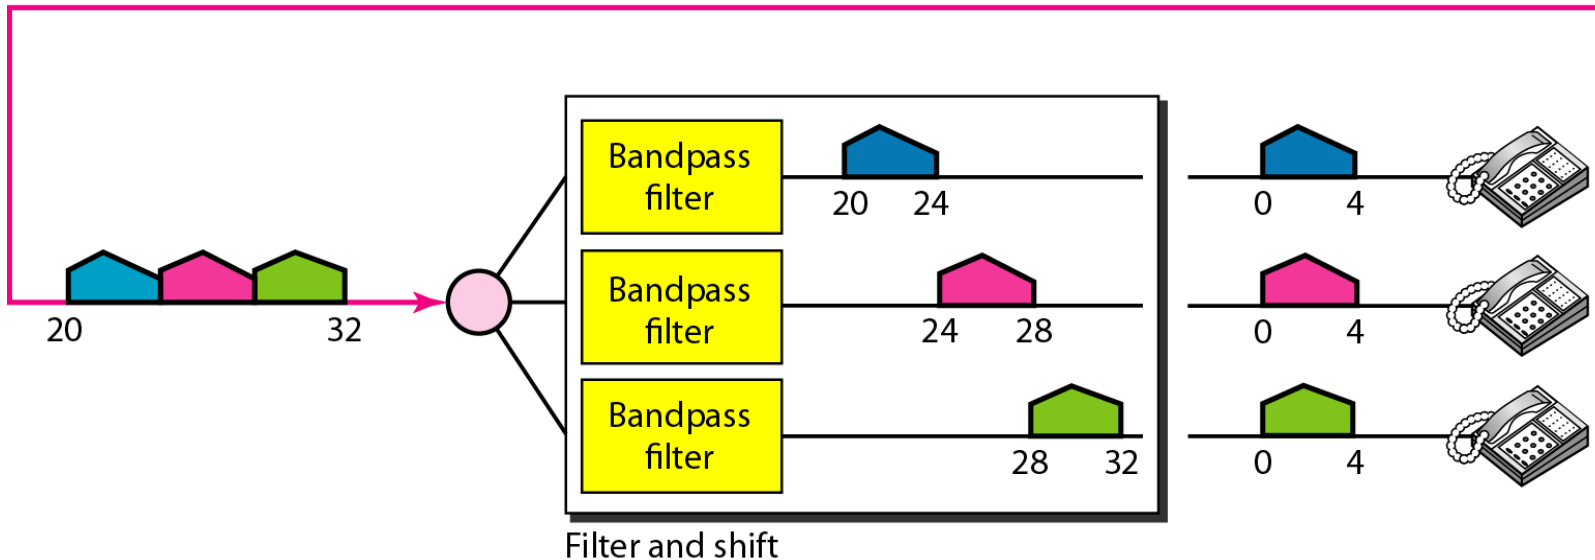 Bandpass
filter
20 24
0 4
Bandpass
filter
20 32
24 28
0 4
Bandpass
filter
28 32
0 4
Filter and shift